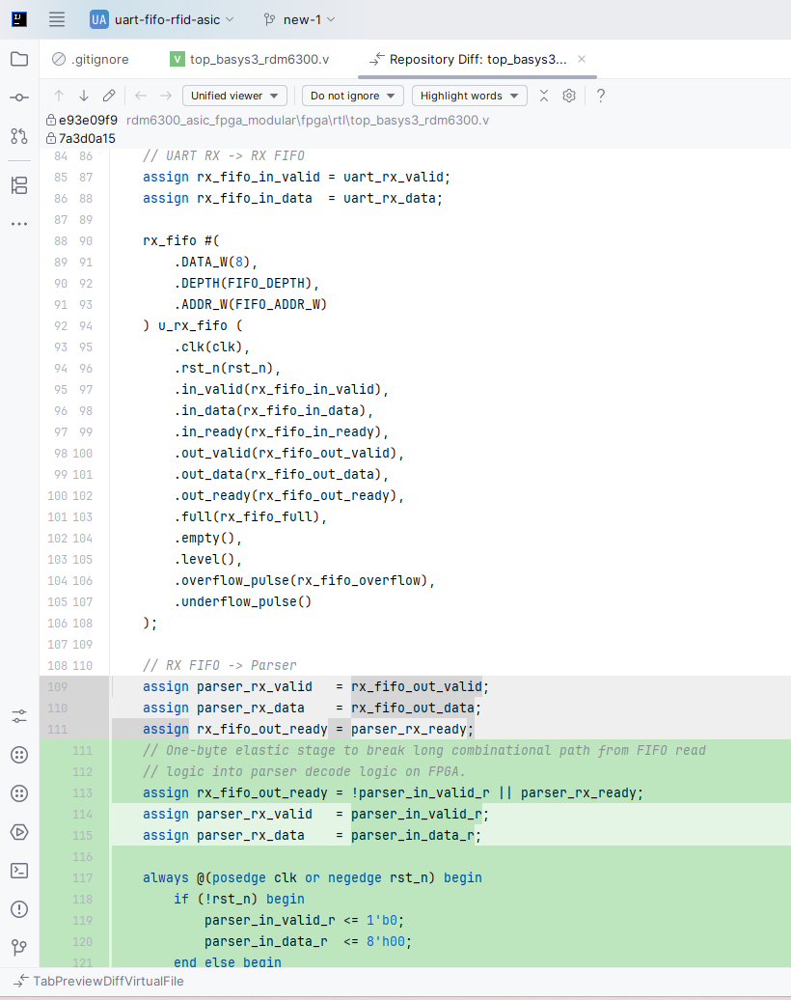 UA uart-fifo-rfid-asic new-1
.gitignore V top_basys3_rdm6300.v Repository Diff: top_basys3...
Unified viewer Do not ignore Highlight words ?
e93e09f9 rdm6300_asic_fpga_modular\fpga\rtl\top_basys3_rdm6300.v
7a3d0a15
84 86 // UART RX -> RX FIFO
85 87 assign rx_fifo_in_valid = uart_rx_valid;
86 88 assign rx_fifo_in_data  = uart_rx_data;
87 89
88 90 rx_fifo #(
89 91     .DATA_W(8),
90 92     .DEPTH(FIFO_DEPTH),
91 93     .ADDR_W(FIFO_ADDR_W)
92 94 ) u_rx_fifo (
93 95     .clk(clk),
94 96     .rst_n(rst_n),
95 97     .in_valid(rx_fifo_in_valid),
96 98     .in_data(rx_fifo_in_data),
97 99     .in_ready(rx_fifo_in_ready),
98 100     .out_valid(rx_fifo_out_valid),
99 101     .out_data(rx_fifo_out_data),
100 102     .out_ready(rx_fifo_out_ready),
101 103     .full(rx_fifo_full),
102 104     .empty(),
103 105     .level(),
104 106     .overflow_pulse(rx_fifo_overflow),
105 107     .underflow_pulse()
106 108 );
107 109
108 110 // RX FIFO -> Parser
109 assign parser_rx_valid   = rx_fifo_out_valid;
110 assign parser_rx_data    = rx_fifo_out_data;
111 assign rx_fifo_out_ready = parser_rx_ready;
111 // One-byte elastic stage to break long combinational path from FIFO read
112 // logic into parser decode logic on FPGA.
113 assign rx_fifo_out_ready = !parser_in_valid_r || parser_rx_ready;
114 assign parser_rx_valid   = parser_in_valid_r;
115 assign parser_rx_data    = parser_in_data_r;
116
117 always @(posedge clk or negedge rst_n) begin
118     if (!rst_n) begin
119         parser_in_valid_r <= 1'b0;
120         parser_in_data_r  <= 8'h00;
121     end else begin
TabPreviewDiffVirtualFile